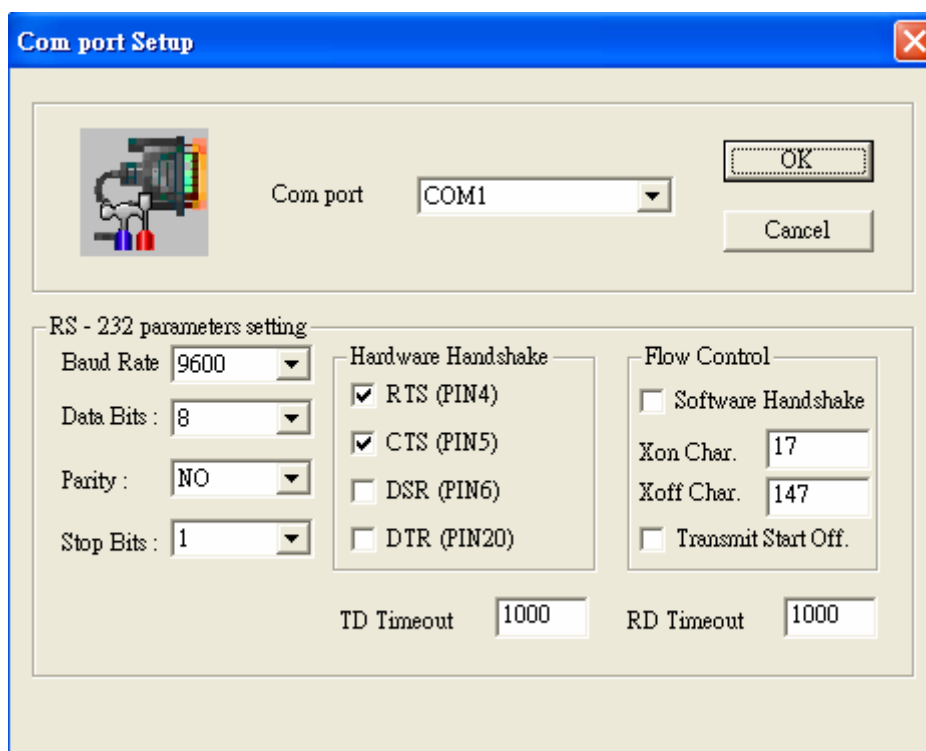 Com port Setup
Com port
COM1
OK
Cancel
RS - 232 parameters setting
Baud Rate
9600
Data Bits :
8
Parity :
NO
Stop Bits :
1
Hardware Handshake
RTS (PIN4)
CTS (PIN5)
DSR (PIN6)
DTR (PIN20)
Flow Control
Software Handshake
Xon Char.
17
Xoff Char.
147
Transmit Start Off.
TD Timeout
1000
RD Timeout
1000